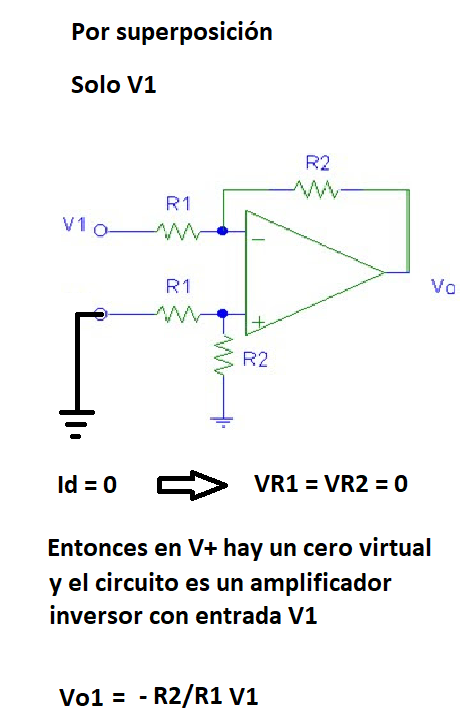 Por superposición
Solo V1
R2
R1
V1
−
R1
Vo
+
R2
Id = 0 VR1 = VR2 = 0
Entonces en V+ hay un cero virtual
y el circuito es un amplificador
inversor con entrada V1
Vo1 = - R2/R1 V1